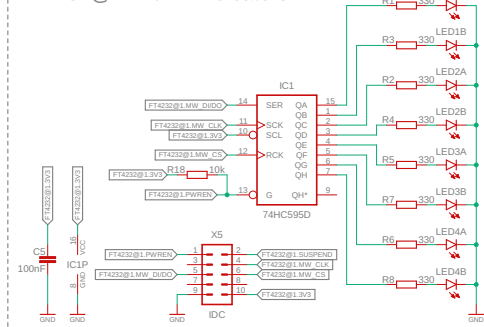 R1 330
LED1B
R3 330
LED2A
R2 330
LED2B
R4 330
LED3A
R5 330
LED3B
R7 330
LED4A
R6 330
LED4B
R8 330
IC1
FT4232@1.MW_DI/DO 14 SER QA 15
QB 1
FT4232@1.MW_CLK 11 SCK QC 2
FT4232@1.3V3 10 SCL QD 3
QE 4
FT4232@1.MW_CS 12 RCK QF 5
QG 6
FT4232@1.3V3 R18 10k QH 7
FT4232@1.PWREN 13 G QH* 9
74HC595D
FT4232@1.3V3
FT4232@1.3V3
C5
100nF
16 VCC
IC1P
8 GND
GND
GND
X5
FT4232@1.PWREN 1 2 FT4232@1.SUSPEND
3 4 FT4232@1.MW_CLK
FT4232@1.MW_DI/DO 5 6 FT4232@1.MW_CS
7 8
9 10 FT4232@1.3V3
IDC
GND
GND